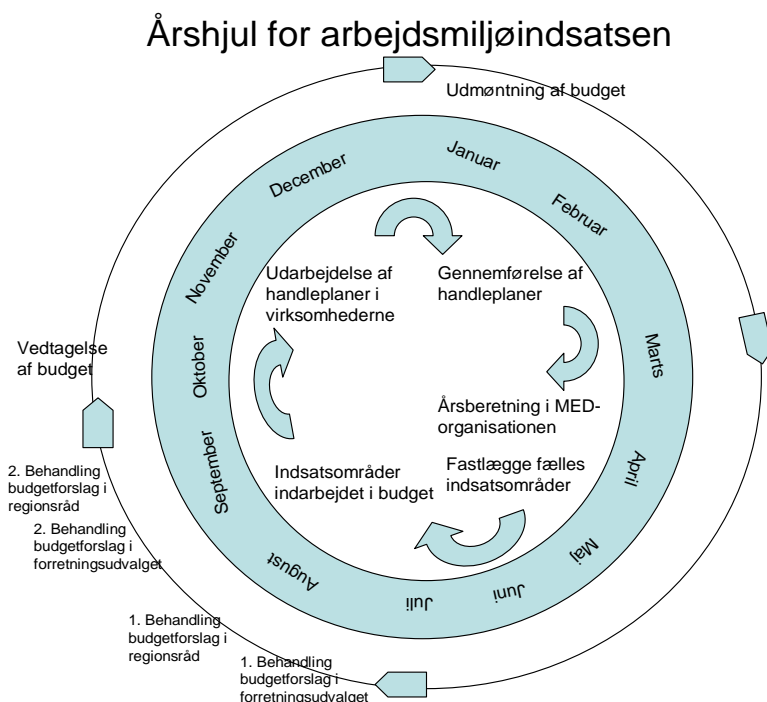 Årshjul for arbejdsmiljøindsatsen
Udmøntning af budget
Januar
Februar
Marts
April
Maj
Juni
Juli
August
September
Oktober
November
December
Udarbejdelse af
handleplaner i
virksomhederne
Gennemførelse af
handleplaner
Årsberetning i MED-
organisationen
Fastlægge fælles
indsatsområder
Indsatsområder
indarbejdet i budget
Vedtagelse
af budget
2. Behandling
budgetforslag i
regionsråd
2. Behandling
budgetforslag i
forretningsudvalget
1. Behandling
budgetforslag i
regionsråd
1. Behandling
budgetforslag i
forretningsudvalget